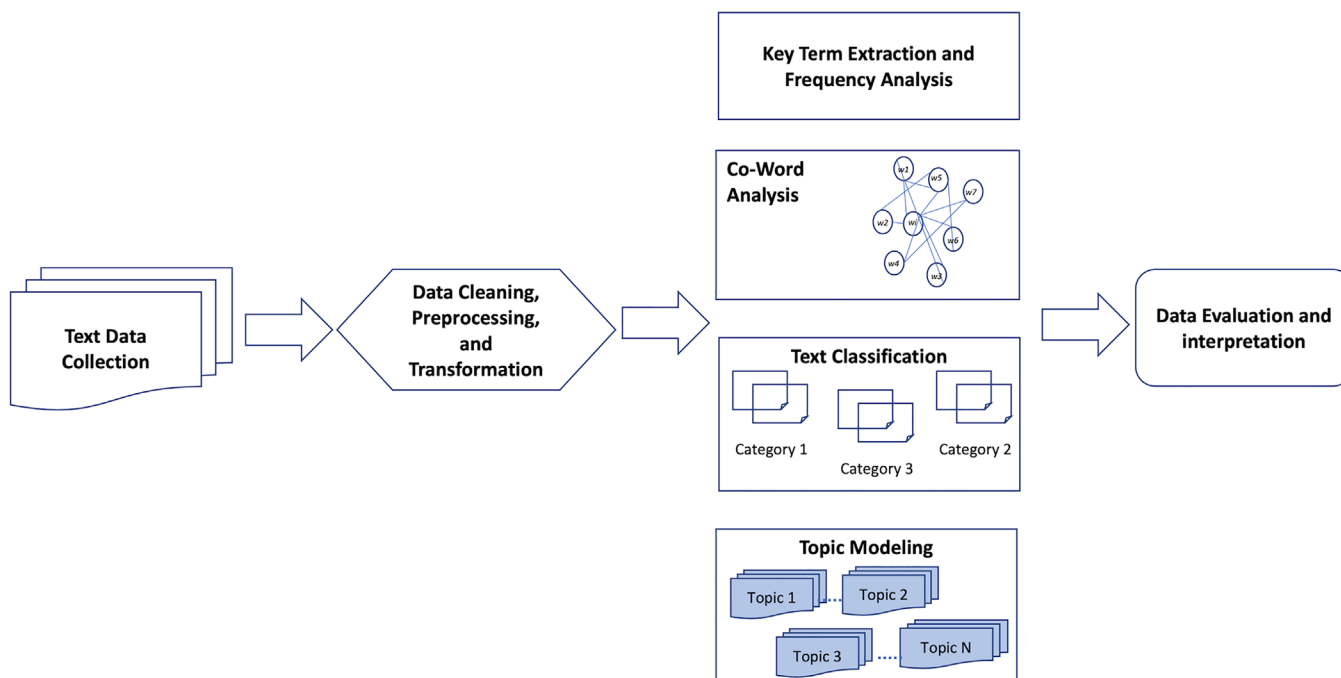 Text Data
Collection
Data Cleaning,
Preprocessing,
and
Transformation
Key Term Extraction and
Frequency Analysis
Co-Word
Analysis
w1
w5
w7
w2
w6
w4
w3
Text Classification
Category 1
Category 3
Category 2
Topic Modeling
Topic 1
Topic 2
Topic 3
Topic N
Data Evaluation and
interpretation